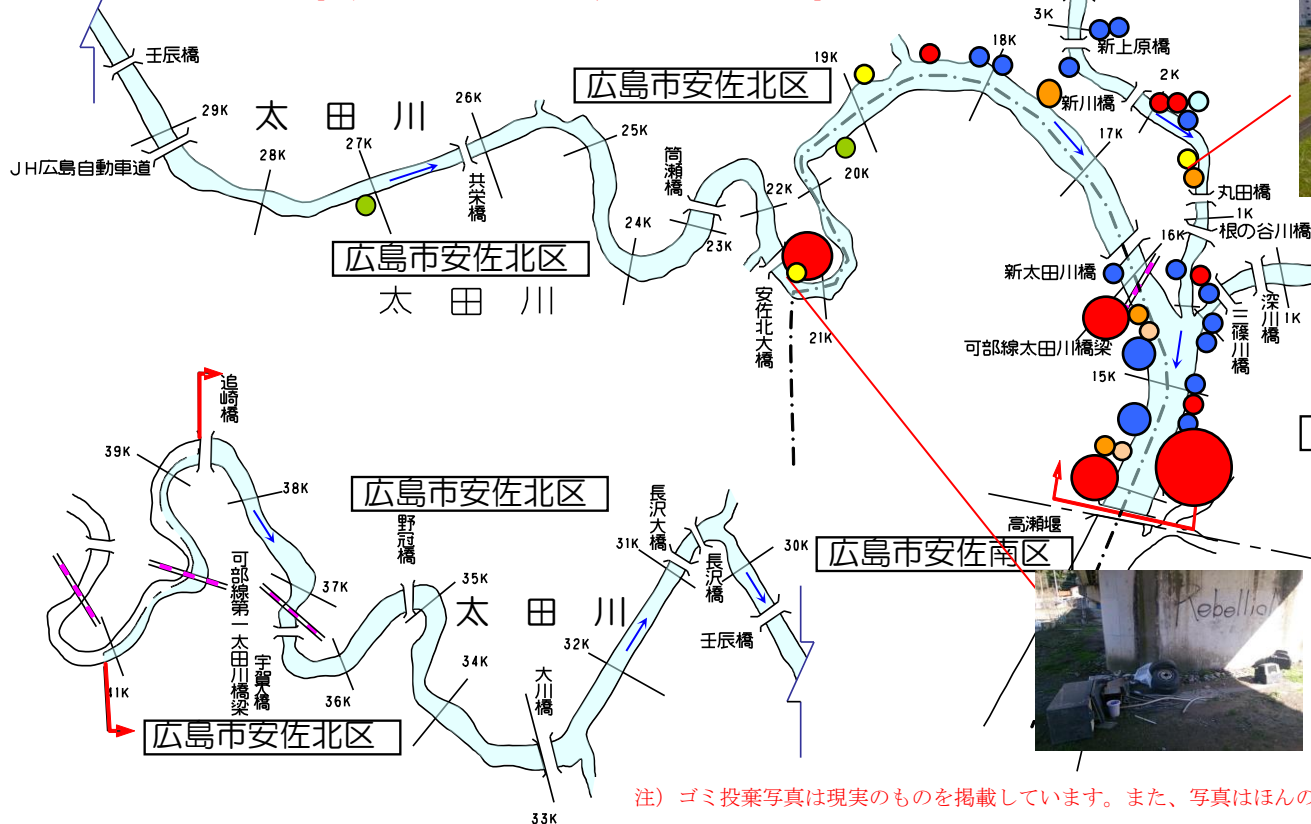 壬辰橋
29K
JH広島自動車道
太田川
28K
27K
26K
共栄橋
広島市安佐北区
太田川
広島市安佐北区
25K
24K
筒瀬橋
23K
22K
安佐北大橋
21K
20K
19K
18K
新川橋
17K
3K
新上原橋
2K
丸田橋
1K
根の谷川橋
16K
新太田川橋
可部線太田川橋梁
15K
三篠川橋
深川橋
1K
高瀬堰
広島市安佐南区
追崎橋
39K
38K
可部線第一太田川橋梁
37K
宇賀大橋
36K
41K
広島市安佐北区
広島市安佐北区
野冠橋
35K
太田川
34K
大川橋
33K
32K
31K
長沢大橋
長沢橋
30K
壬辰橋
Rebellion
注）ゴミ投棄写真は現実のものを掲載しています。また、写真はほんの